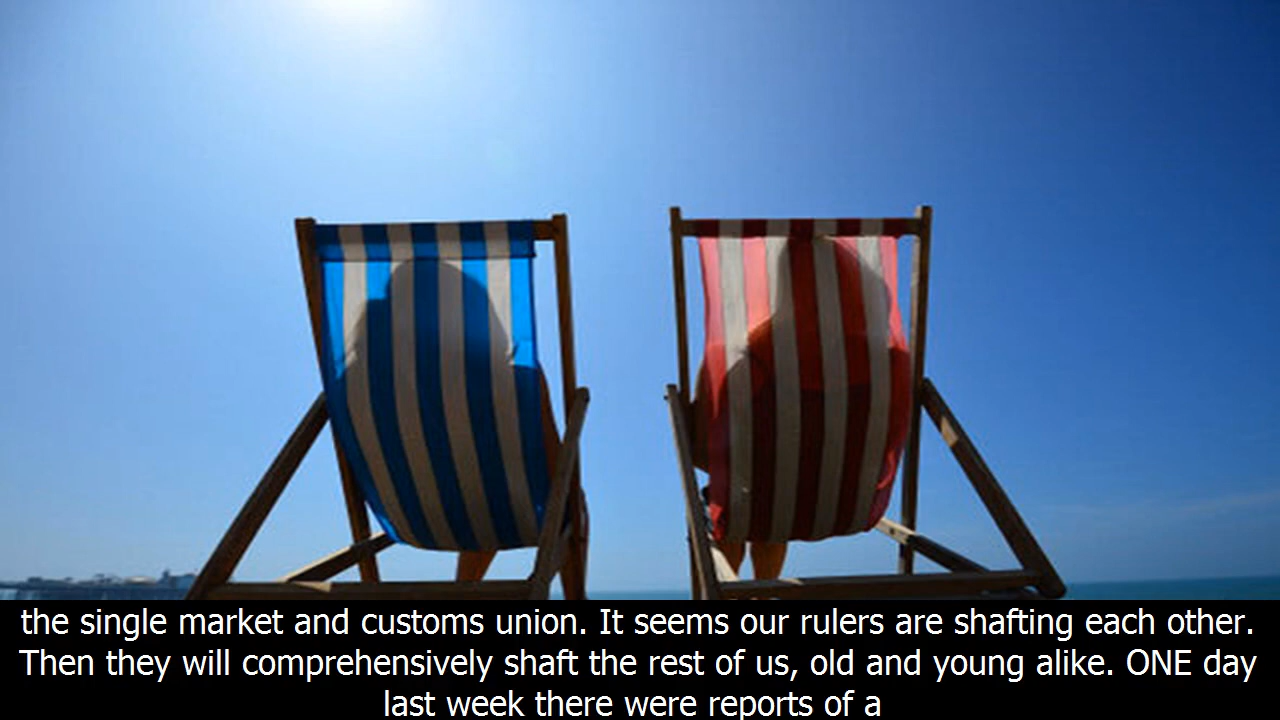 the single market and customs union. It seems our rulers are shafting each other.
Then they will comprehensively shaft the rest of us, old and young alike. ONE day
last week there were reports of a